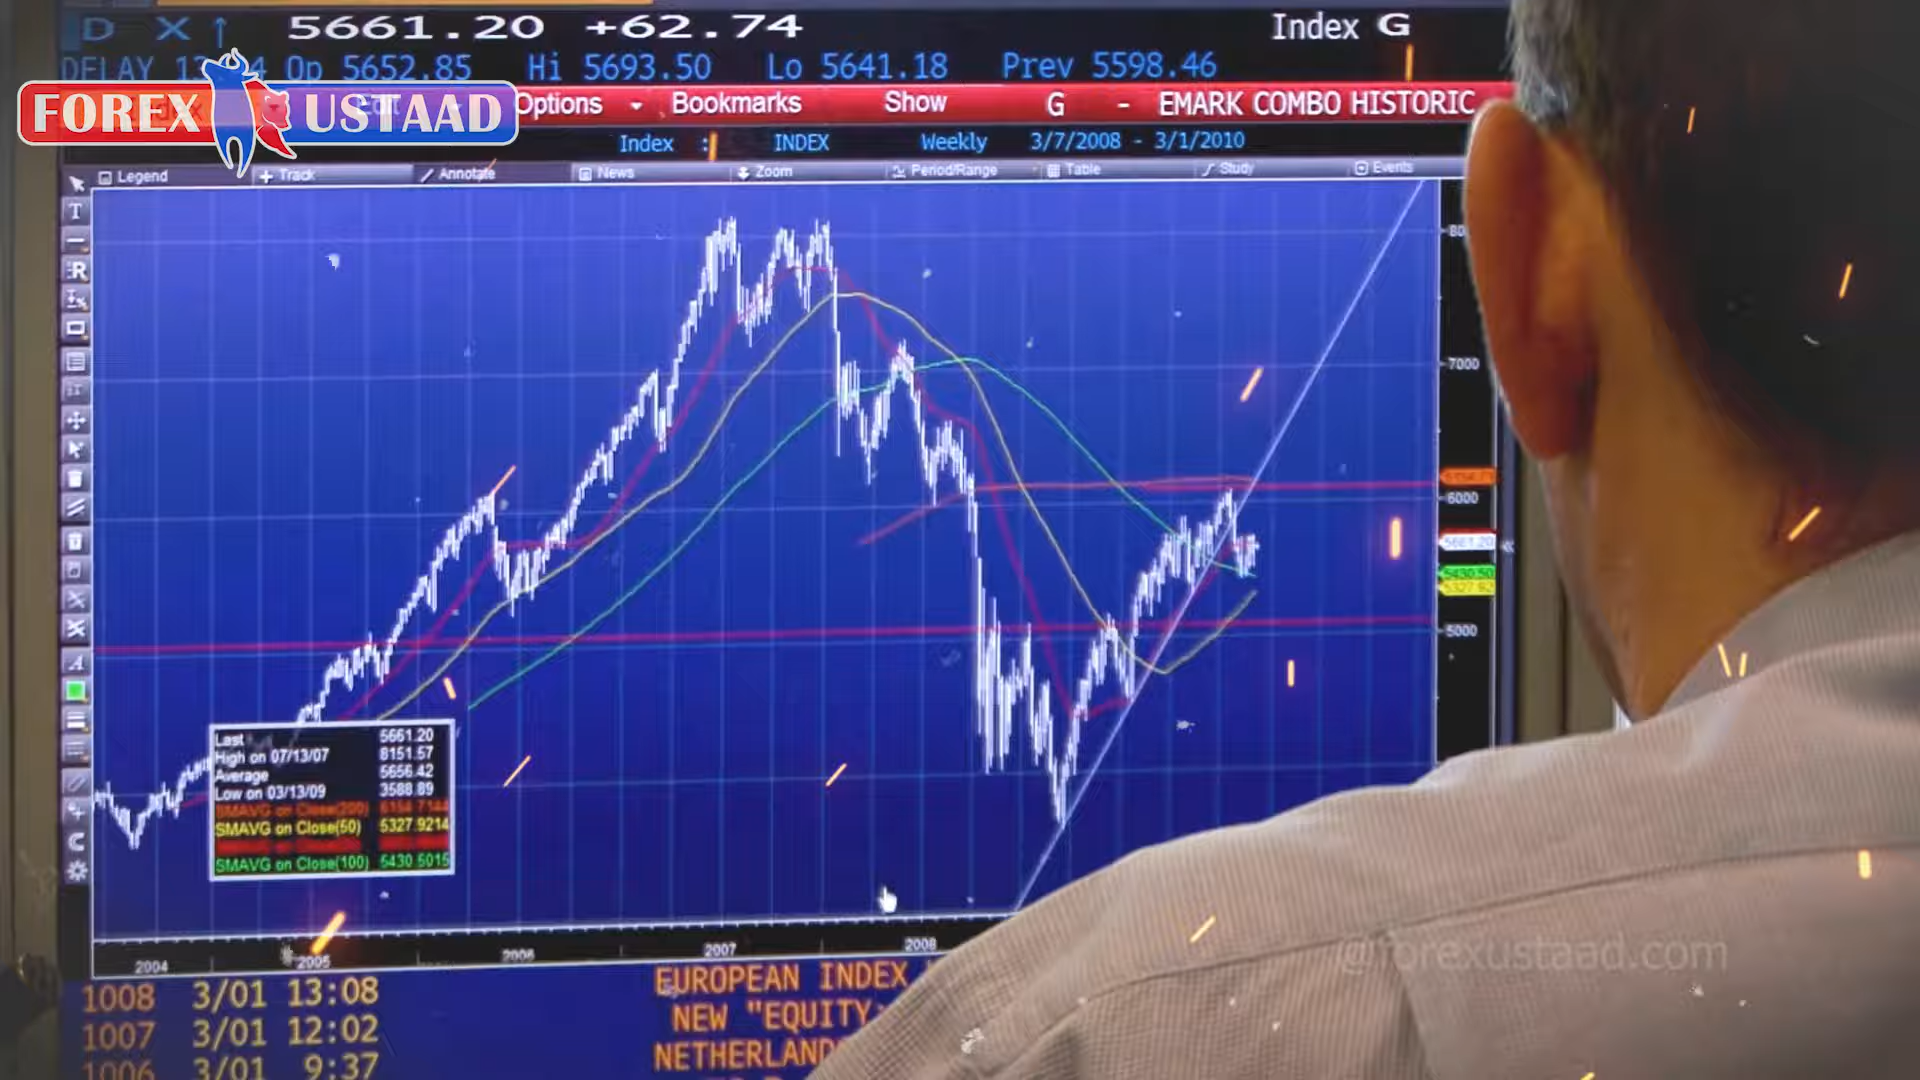 D X ↑ 5661.20 +62.74 Index G
DELAY Op 5652.85 Hi 5693.50 Lo 5641.18 Prev 5598.46
FOREX USTAAD
Edit Options Bookmarks Show G - EMARK COMBO HISTORIC
Index : INDEX Weekly 3/7/2008 - 3/1/2010
Legend Track Annotate News Zoom Period/Range Table Study Events
7000
6000
5661.20
5430.50
5327.92
5000
Last 5661.20
High on 07/13/07 8151.57
Average 5656.42
Low on 03/13/09 3588.89
SMAVG on Close(200) 6154.7144
SMAVG on Close(50) 5327.9214
SMAVG on Close(100) 5430.5015
2004 2005 2006 2007 2008
@forexustaad.com
1008 3/01 13:08 EUROPEAN INDEX
1007 3/01 12:02 NEW "EQUITY
1006 3/01 9:37 NETHERLAND